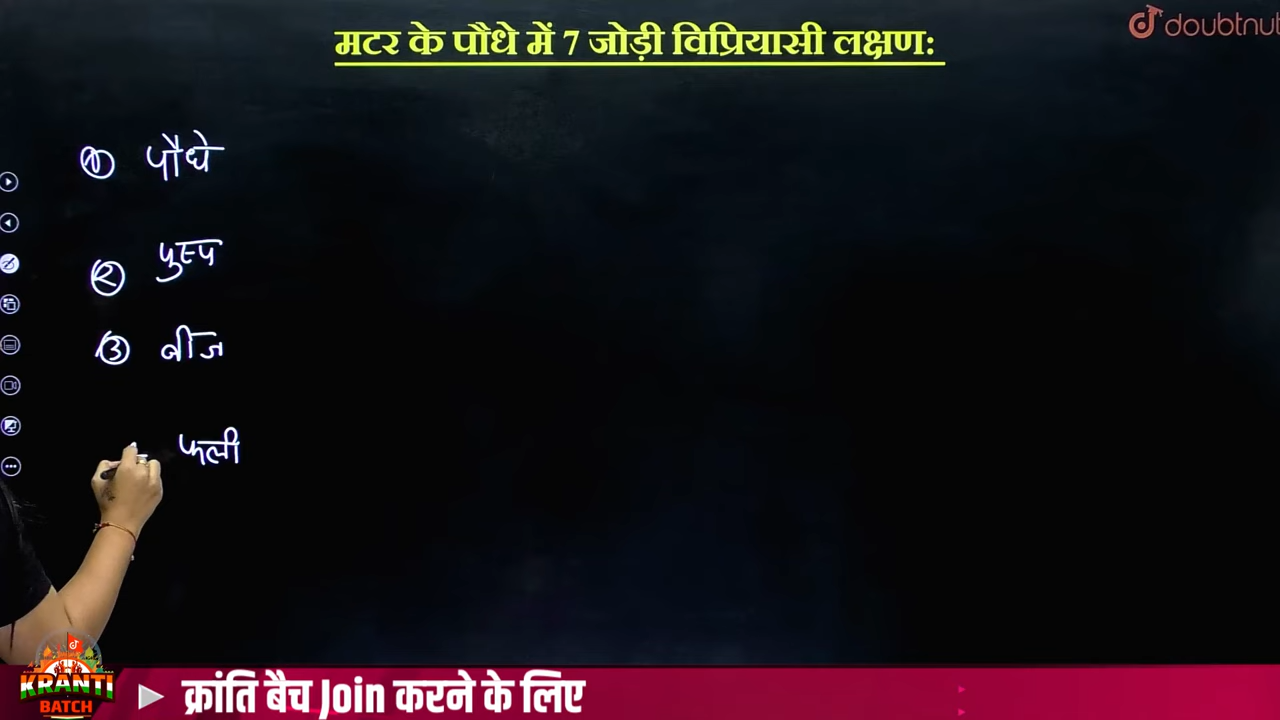 doubtnut
मटर के पौधे में 7 जोड़ी विप्रियासी लक्षण:
① पौधे
② पुष्प
③ बीज
फली
KRANTI
BATCH
क्रांति बैच Join करने के लिए